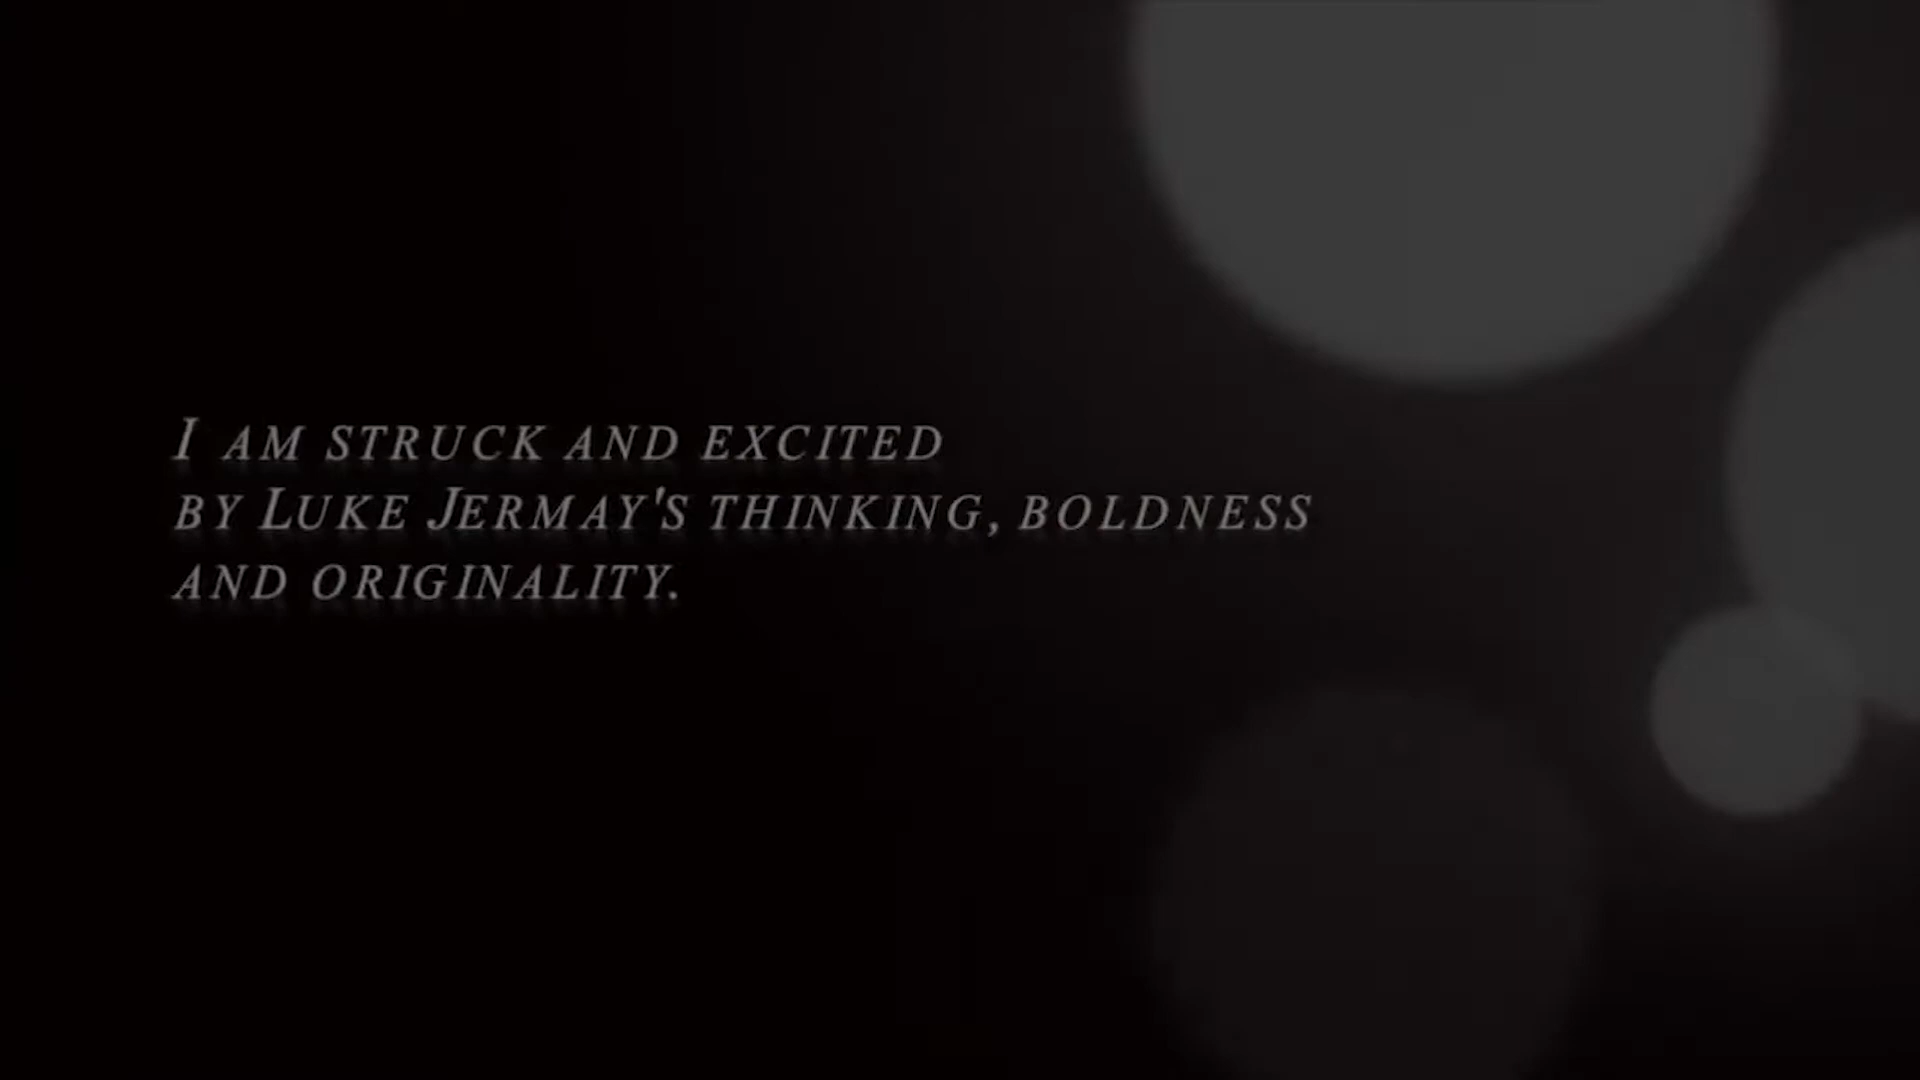 I AM STRUCK AND EXCITED
BY LUKE JERMAY'S THINKING, BOLDNESS
AND ORIGINALITY.